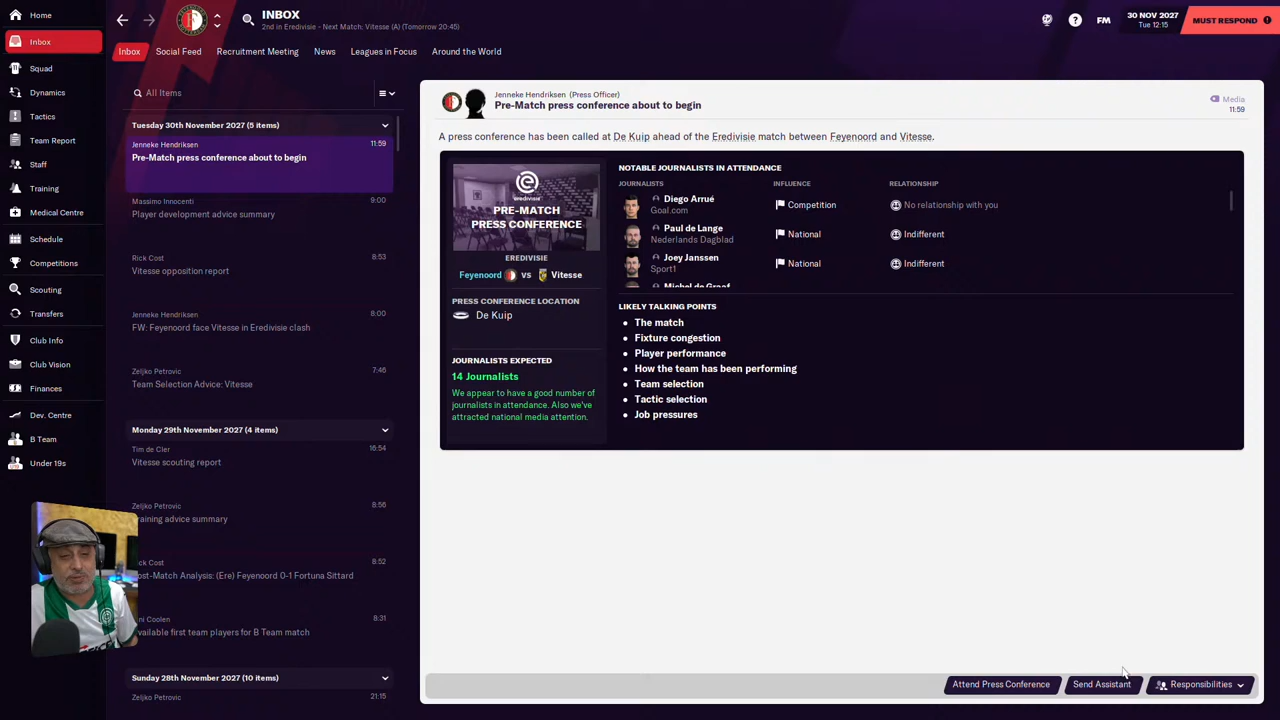 Home
Inbox
Squad
Dynamics
Tactics
Team Report
Staff
Training
Medical Centre
Schedule
Competitions
Scouting
Transfers
Club Info
Club Vision
Finances
Dev. Centre
B Team
Under 19s
INBOX
2nd in Eredivisie - Next Match: Vitesse (A) (Tomorrow 20:45)
FM
30 NOV 2027
Tue 12:15
MUST RESPOND
Inbox
Social Feed
Recruitment Meeting
News
Leagues in Focus
Around the World
All Items
Tuesday 30th November 2027 (5 items)
Jenneke Hendriksen 11:59
Pre-Match press conference about to begin
Massimo Innocenti 9:00
Player development advice summary
Rick Cost 8:53
Vitesse opposition report
Jenneke Hendriksen 8:00
FW: Feyenoord face Vitesse in Eredivisie clash
Zeljko Petrovic 7:46
Team Selection Advice: Vitesse
Monday 29th November 2027 (4 items)
Tim de Cler 16:54
Vitesse scouting report
Zeljko Petrovic 8:56
raining advice summary
ck Cost 8:52
ost-Match Analysis: (Ere) Feyenoord 0-1 Fortuna Sittard
ni Coolen 8:31
vailable first team players for B Team match
Sunday 28th November 2027 (10 items)
Zeljko Petrovic 21:15
Jenneke Hendriksen (Press Officer)
Pre-Match press conference about to begin
Media
11:59
A press conference has been called at De Kuip ahead of the Eredivisie match between Feyenoord and Vitesse.
eredivisie
PRE-MATCH
PRESS CONFERENCE
EREDIVISIE
Feyenoord vs Vitesse
PRESS CONFERENCE LOCATION
De Kuip
JOURNALISTS EXPECTED
14 Journalists
We appear to have a good number of
journalists in attendance. Also we've
attracted national media attention.
NOTABLE JOURNALISTS IN ATTENDANCE
JOURNALISTS INFLUENCE RELATIONSHIP
Diego Arrué
Goal.com
Competition
No relationship with you
Paul de Lange
Nederlands Dagblad
National
Indifferent
Joey Janssen
Sport1
National
Indifferent
Michel de Graaf
LIKELY TALKING POINTS
• The match
• Fixture congestion
• Player performance
• How the team has been performing
• Team selection
• Tactic selection
• Job pressures
Attend Press Conference
Send Assistant
Responsibilities